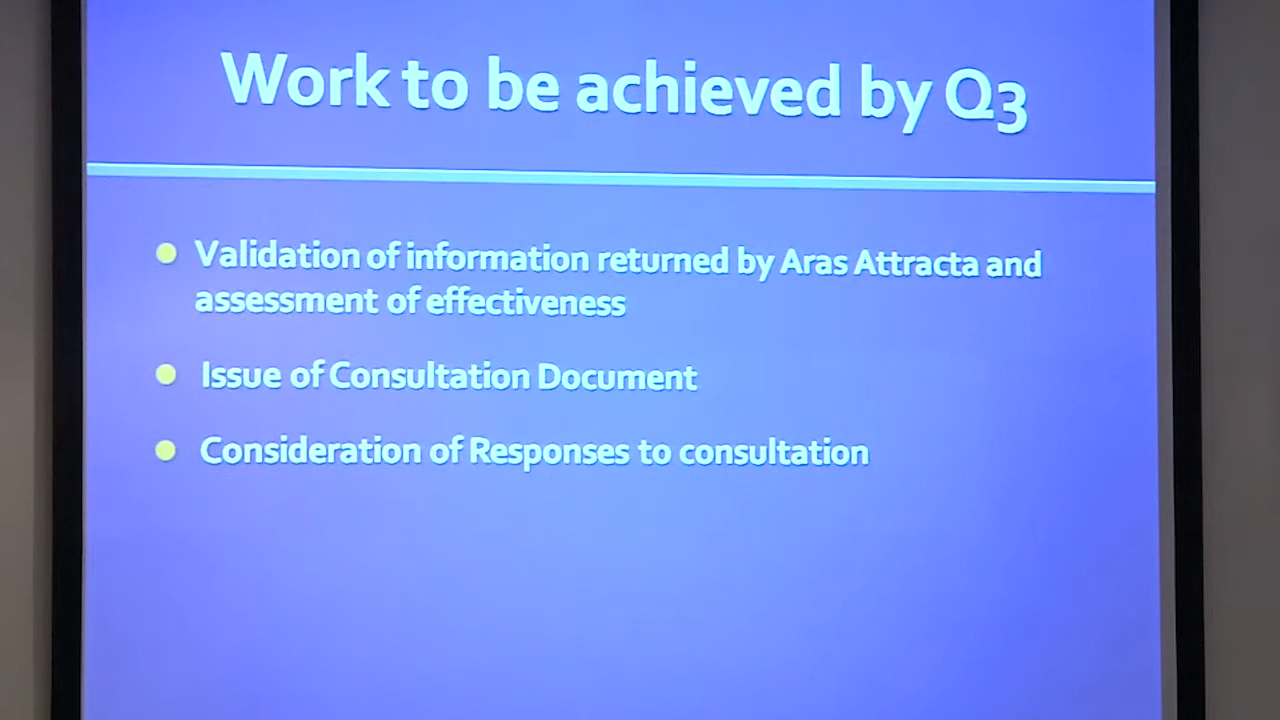 Work to be achieved by Q3
Validation of information returned by Aras Attracta and
assessment of effectiveness
Issue of Consultation Document
Consideration of Responses to consultation